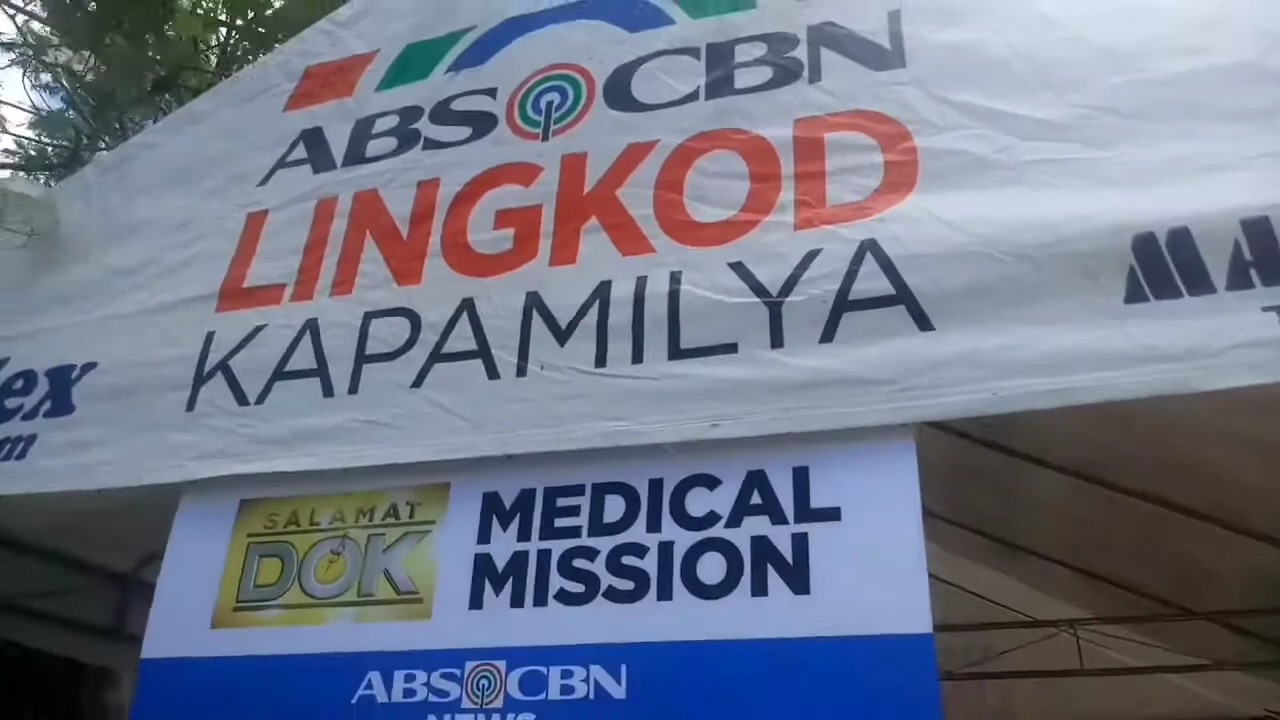 ABS CBN
LINGKOD
KAPAMILYA
SALAMAT
DOK
MEDICAL
MISSION
ABS CBN
NEWS